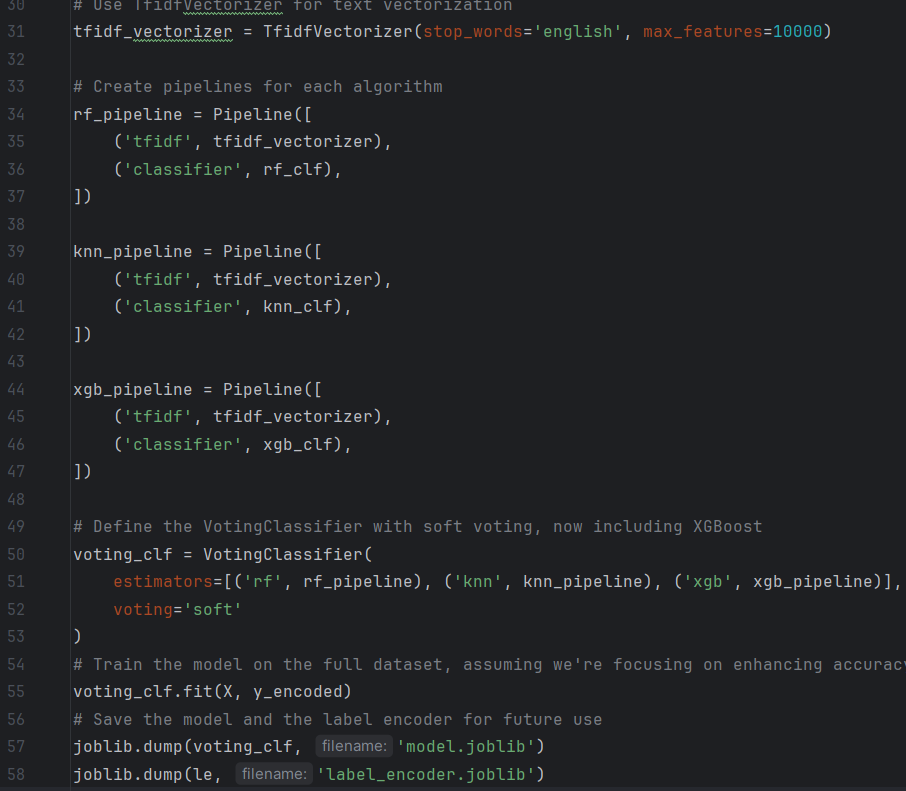 30 # Use TfidfVectorizer for text vectorization
31 tfidf_vectorizer = TfidfVectorizer(stop_words='english', max_features=10000)
32
33 # Create pipelines for each algorithm
34 rf_pipeline = Pipeline([
35     ('tfidf', tfidf_vectorizer),
36     ('classifier', rf_clf),
37 ])
38
39 knn_pipeline = Pipeline([
40     ('tfidf', tfidf_vectorizer),
41     ('classifier', knn_clf),
42 ])
43
44 xgb_pipeline = Pipeline([
45     ('tfidf', tfidf_vectorizer),
46     ('classifier', xgb_clf),
47 ])
48
49 # Define the VotingClassifier with soft voting, now including XGBoost
50 voting_clf = VotingClassifier(
51     estimators=[('rf', rf_pipeline), ('knn', knn_pipeline), ('xgb', xgb_pipeline)],
52     voting='soft'
53 )
54 # Train the model on the full dataset, assuming we're focusing on enhancing accuracy
55 voting_clf.fit(X, y_encoded)
56 # Save the model and the label encoder for future use
57 joblib.dump(voting_clf, filename: 'model.joblib')
58 joblib.dump(le, filename: 'label_encoder.joblib')